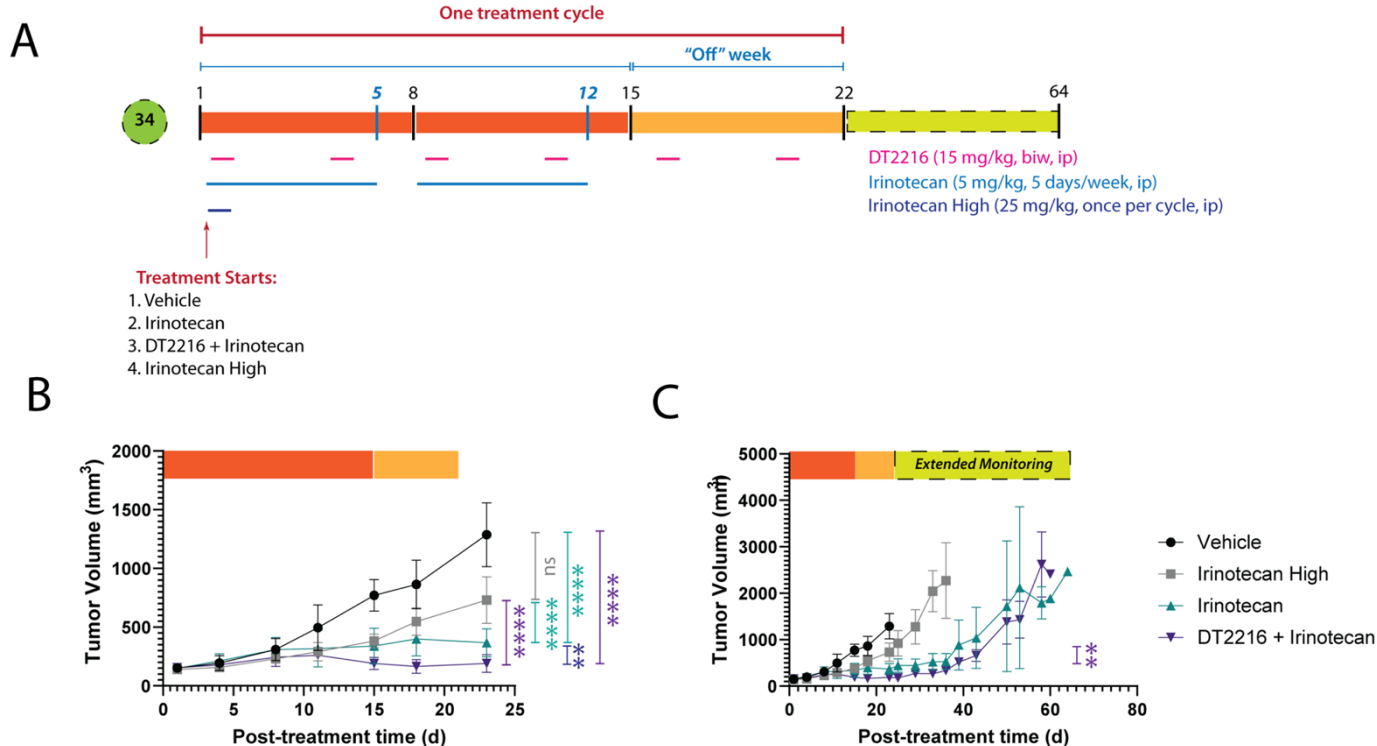 A
One treatment cycle
“Off” week
1 5 8 12 15 22 64
34
DT2216 (15 mg/kg, biw, ip)
Irinotecan (5 mg/kg, 5 days/week, ip)
Irinotecan High (25 mg/kg, once per cycle, ip)
Treatment Starts:
1. Vehicle
2. Irinotecan
3. DT2216 + Irinotecan
4. Irinotecan High
B
Tumor Volume (mm3)
2000
1500
1000
500
0
0 5 10 15 20 25
Post-treatment time (d)
ns
****
****
****
****
**
C
Tumor Volume (mm3)
5000
4000
3000
2000
1000
0
0 20 40 60 80
Post-treatment time (d)
Extended Monitoring
**
Vehicle
Irinotecan High
Irinotecan
DT2216 + Irinotecan